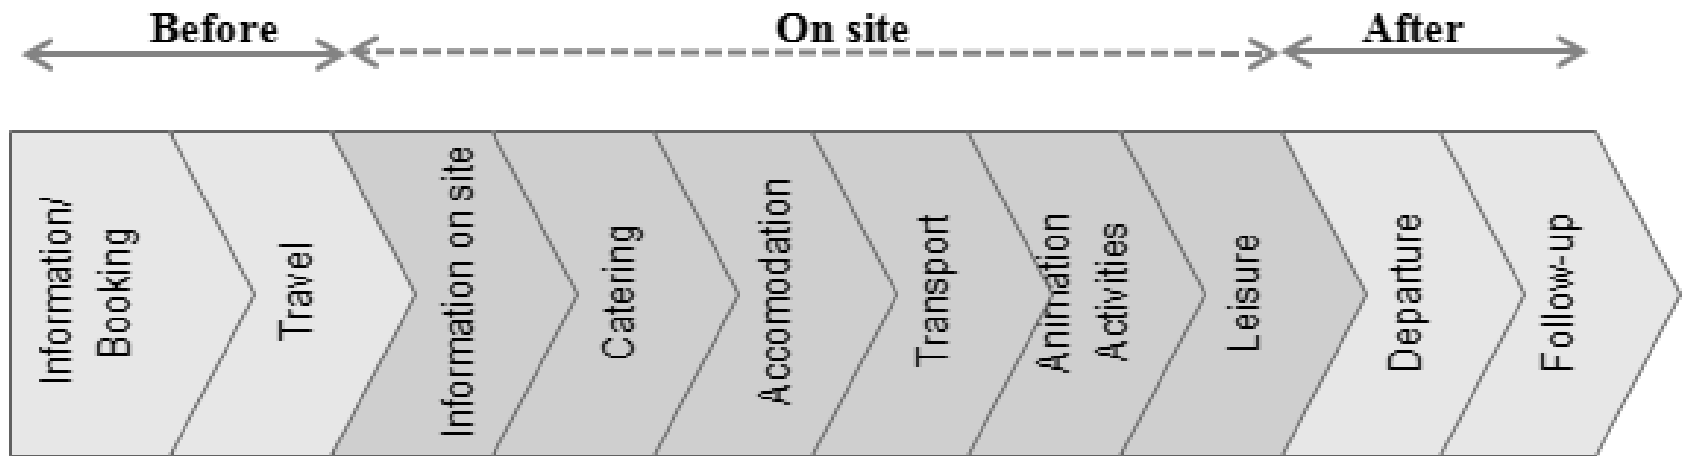 Before
On site
After
Information/
Booking
Travel
Information on site
Catering
Accomodation
Transport
Animation
Activities
Leisure
Departure
Follow-up